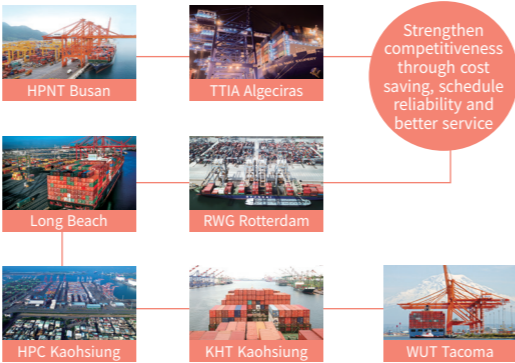 HPNT Busan
TTIA Algeciras
Strengthen
competitiveness
through cost
saving, schedule
reliability and
better service
Long Beach
RWG Rotterdam
HPC Kaohsiung
KHT Kaohsiung
WUT Tacoma